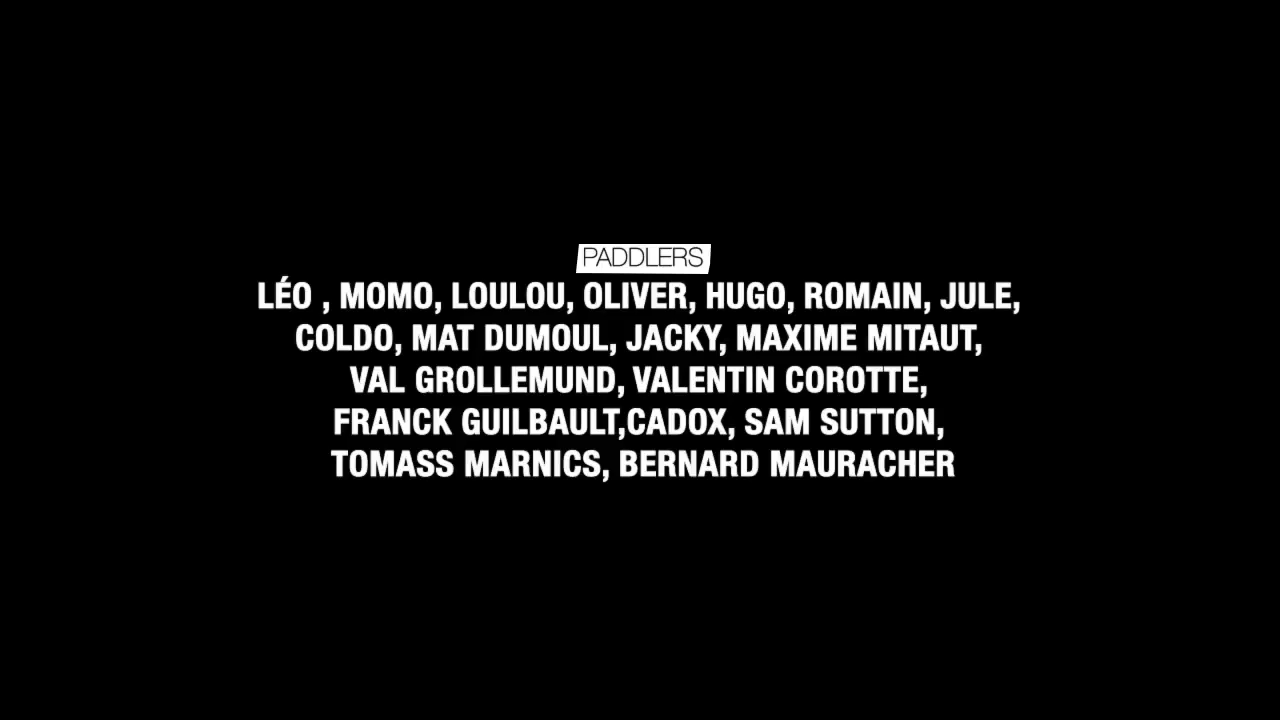 PADDLERS
LÉO , MOMO, LOULOU, OLIVER, HUGO, ROMAIN, JULE,
COLDO, MAT DUMOUL, JACKY, MAXIME MITAUT,
VAL GROLLEMUND, VALENTIN COROTTE,
FRANCK GUILBAULT,CADOX, SAM SUTTON,
TOMASS MARNICS, BERNARD MAURACHER